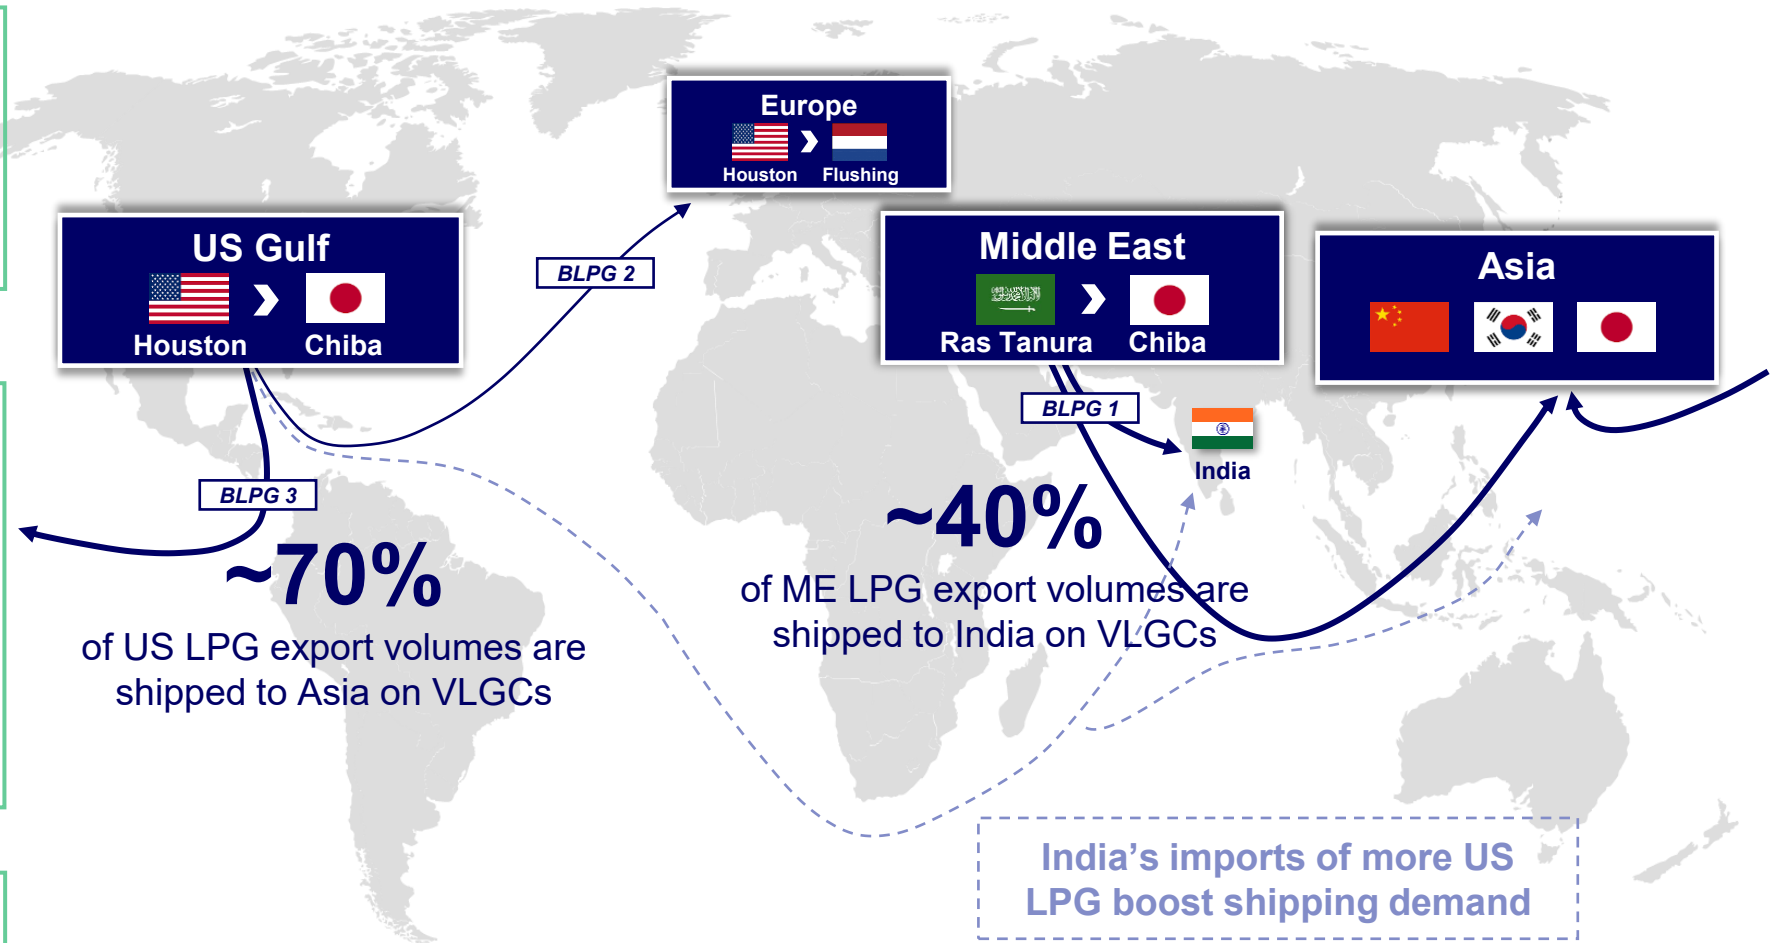 Europe
Houston
Flushing
US Gulf
Houston
Chiba
BLPG 2
Middle East
Ras Tanura
Chiba
Asia
BLPG 1
India
BLPG 3
~70%
of US LPG export volumes are
shipped to Asia on VLGCs
~40%
of ME LPG export volumes are
shipped to India on VLGCs
India’s imports of more US
LPG boost shipping demand